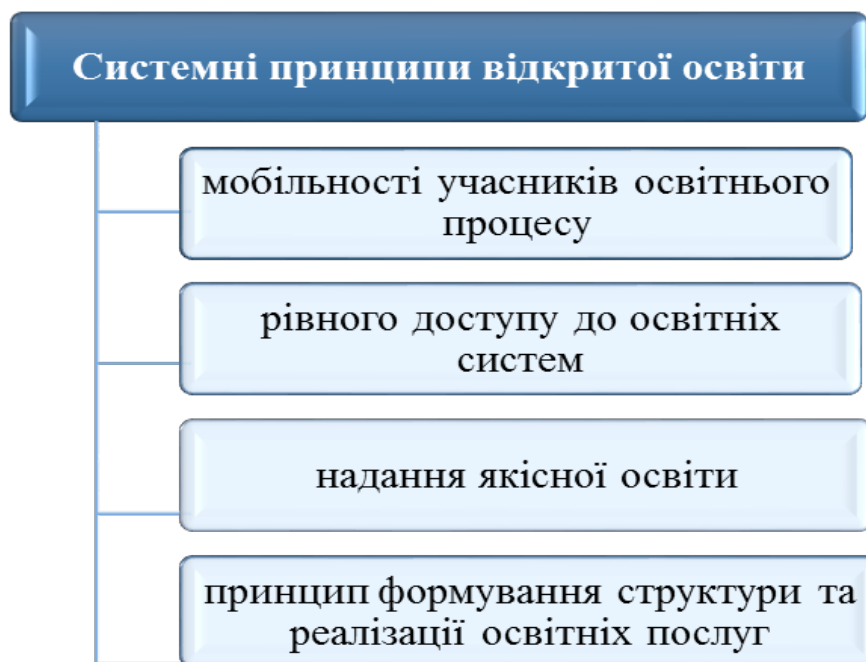 Системні принципи відкритої освіти
мобільності учасників освітнього
процесу
рівного доступу до освітніх
систем
надання якісної освіти
принцип формування структури та
реалізації освітніх послуг